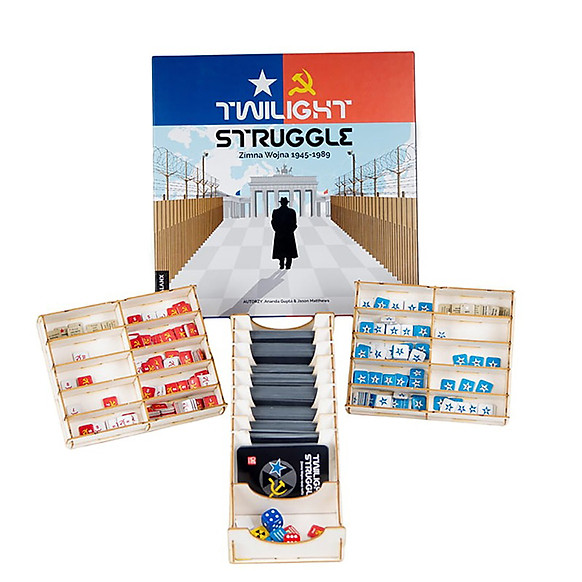 TWILIGHT
STRUGGLE
Zimna Wojna 1945-1989
AUTORZY: Ananda Gupta & Jason Matthews
TWILIGHT
STRUGGLE